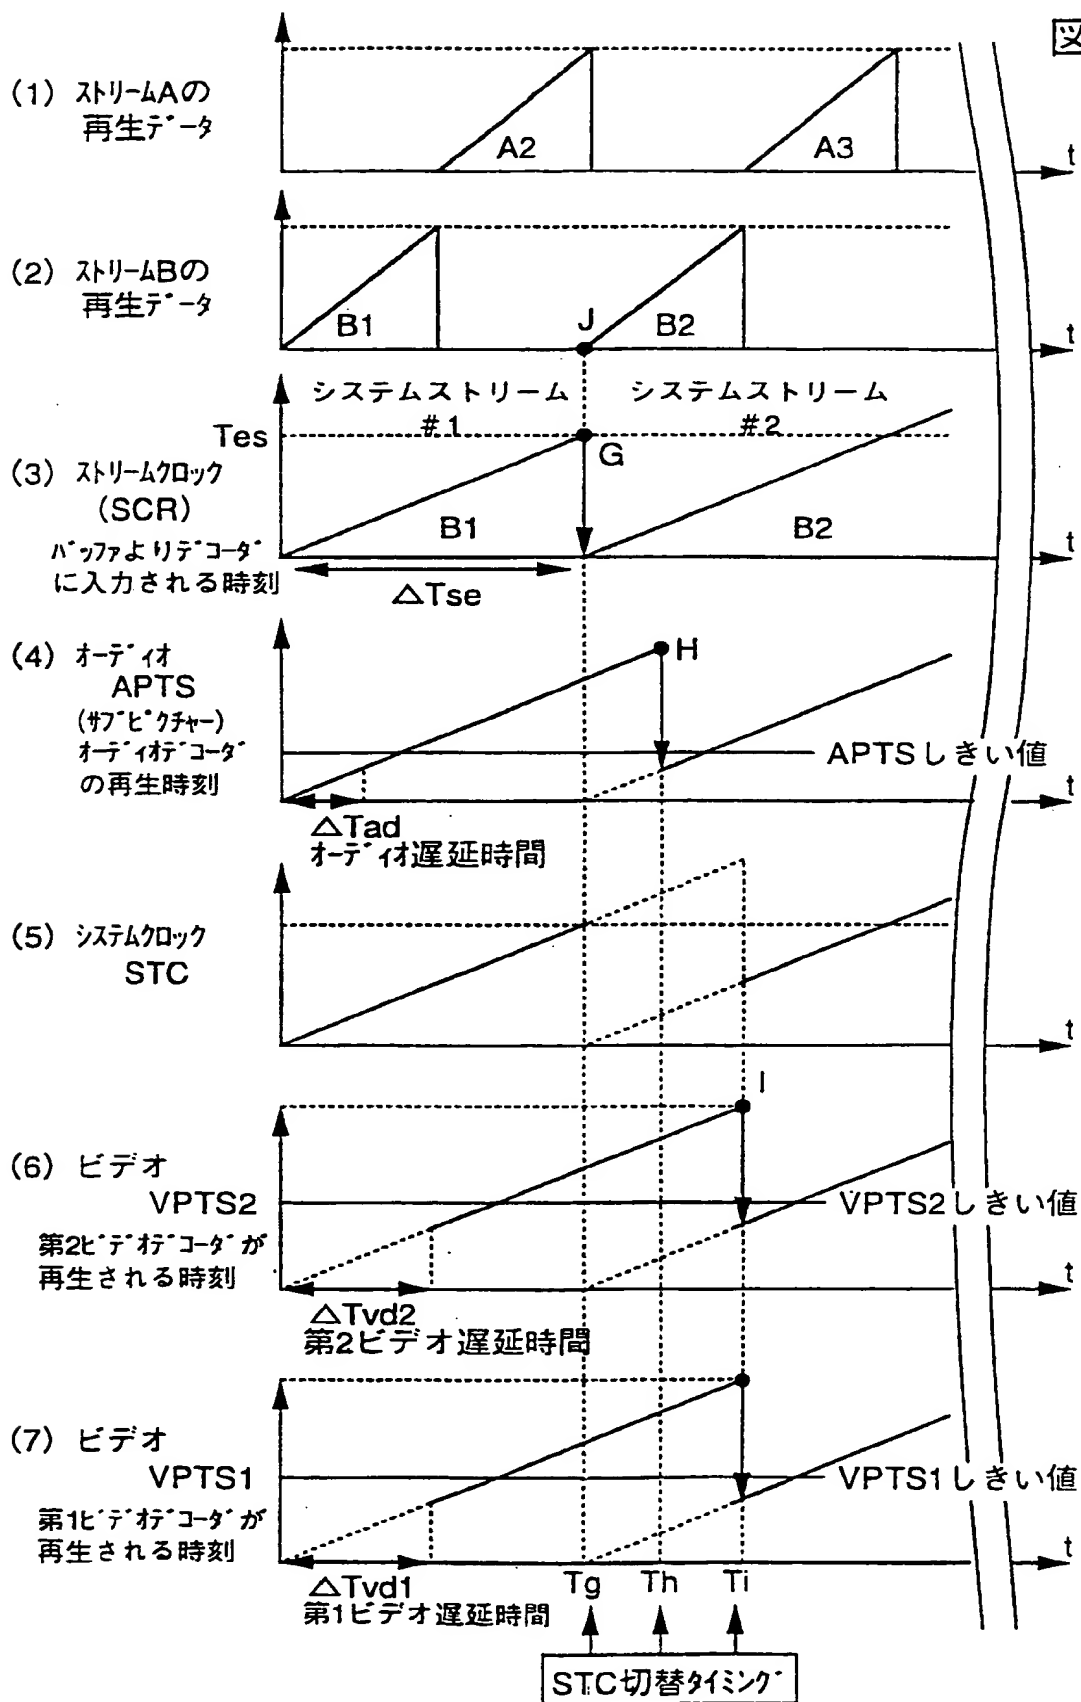 図
(1) ストリームAの
再生データ
A2
A3
t
(2) ストリームBの
再生データ
B1
J
B2
t
システムストリーム
#1
システムストリーム
#2
Tes
G
(3) ストリームクロック
(SCR)
B1
B2
バッファよりデコーダ
に入力される時刻
t
△Tse
(4) オーディオ
APTS
(サブピクチャー)
オーディオデコーダ
の再生時刻
H
APTSしきい値
t
△Tad
オーディオ遅延時間
(5) システムクロック
STC
t
I
(6) ビデオ
VPTS2
第2ビデオデコーダが
再生される時刻
VPTS2しきい値
t
△Tvd2
第2ビデオ遅延時間
(7) ビデオ
VPTS1
第1ビデオデコーダが
再生される時刻
VPTS1しきい値
t
△Tvd1
第1ビデオ遅延時間
Tg
Th
Ti
STC切替タイミング